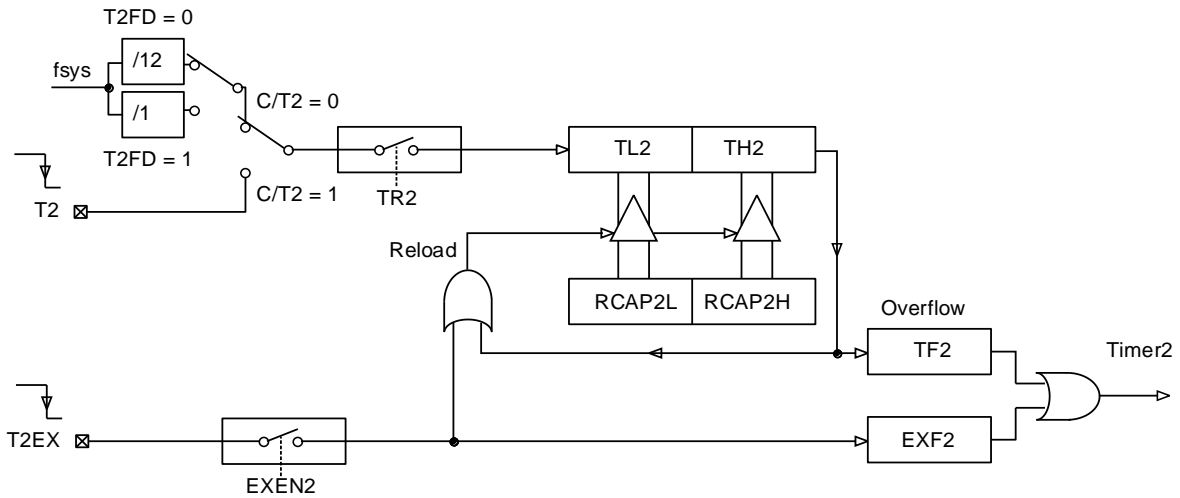 T2FD = 0
/12
fsys
C/T2 = 0
/1
T2FD = 1
TL2
TH2
T2
C/T2 = 1
TR2
Reload
RCAP2L
RCAP2H
Overflow
TF2
Timer2
T2EX
EXF2
EXEN2